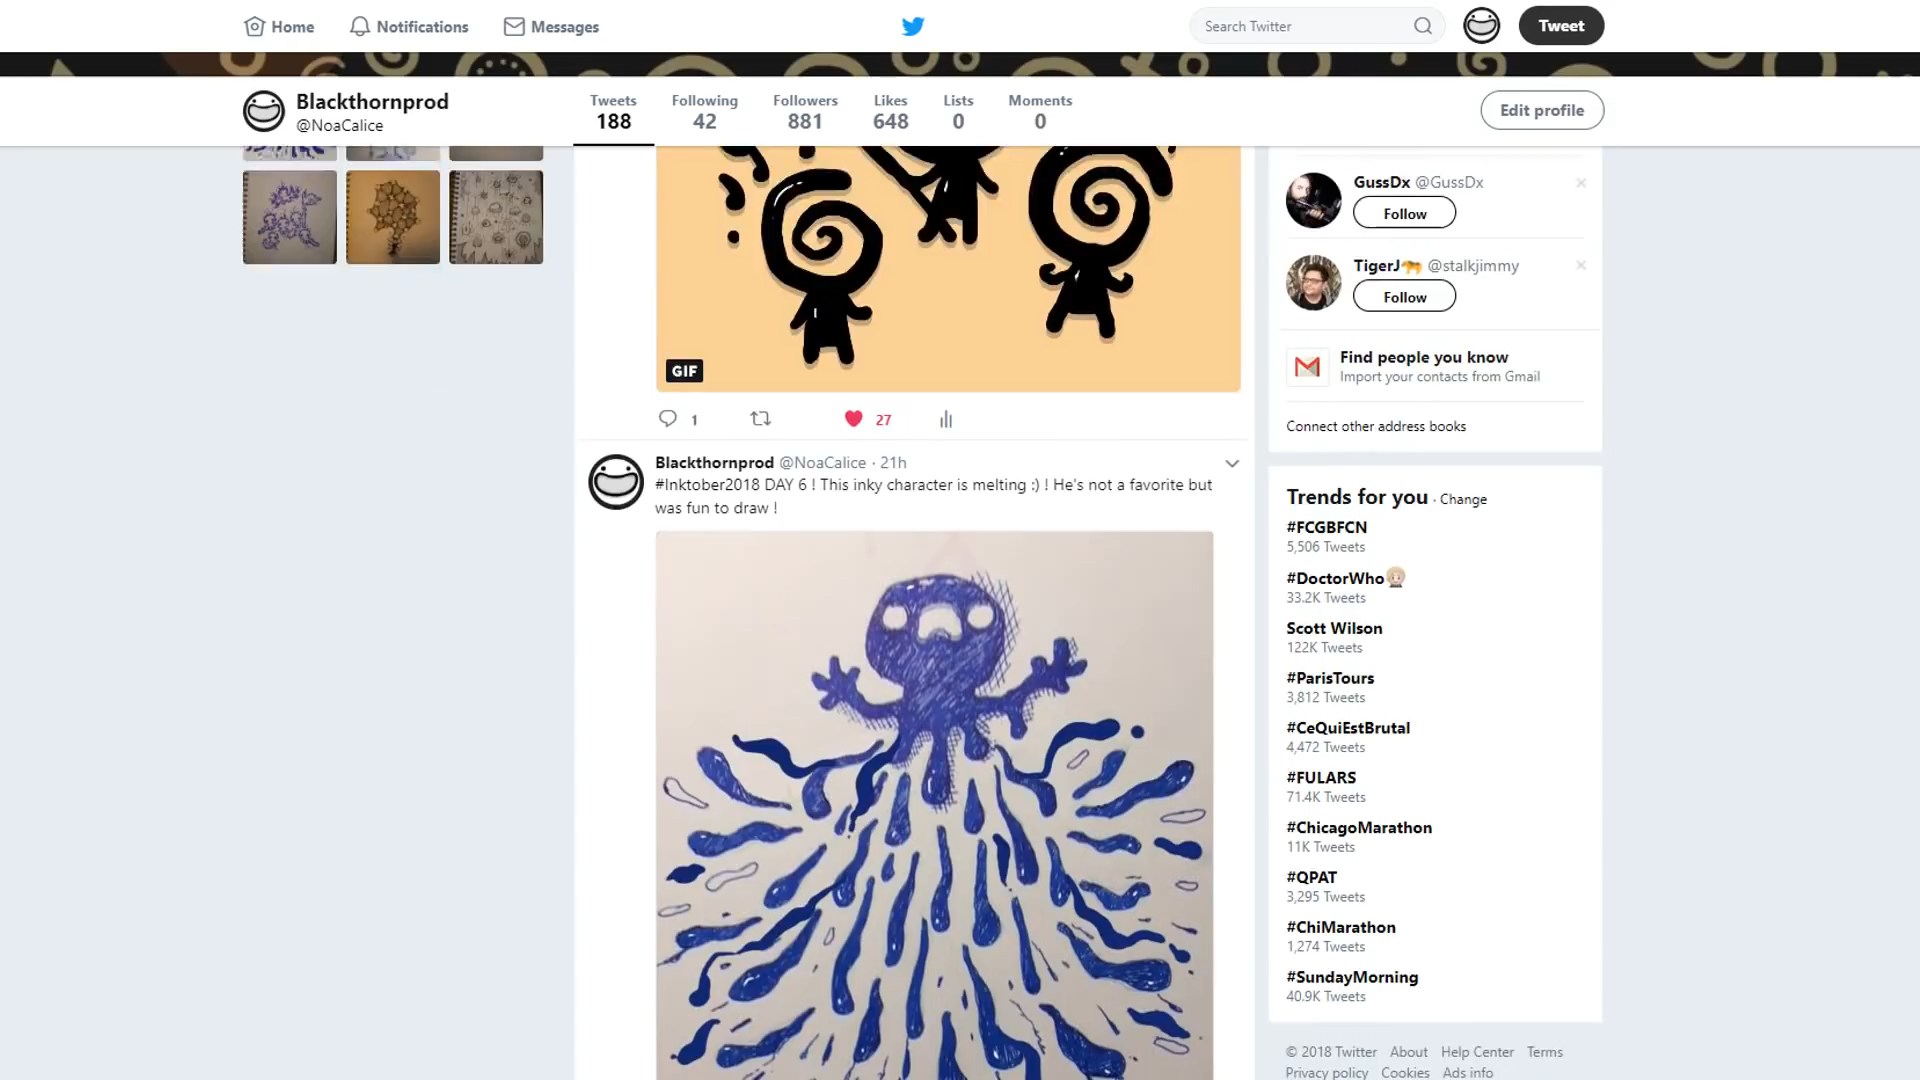 Home
Notifications
Messages
Search Twitter
Tweet
Blackthornprod
@NoaCalice
Tweets
188
Following
42
Followers
881
Likes
648
Lists
0
Moments
0
Edit profile
GIF
1
27
Blackthornprod @NoaCalice · 21h
#Inktober2018 DAY 6 ! This inky character is melting :) ! He's not a favorite but
was fun to draw !
GussDx @GussDx
Follow
TigerJ🐅 @stalkjimmy
Follow
Find people you know
Import your contacts from Gmail
Connect other address books
Trends for you · Change
#FCGBFCN
5,506 Tweets
#DoctorWho
33.2K Tweets
Scott Wilson
122K Tweets
#ParisTours
3,812 Tweets
#CeQuiEstBrutal
4,472 Tweets
#FULARS
71.4K Tweets
#ChicagoMarathon
11K Tweets
#QPAT
3,295 Tweets
#ChiMarathon
1,274 Tweets
#SundayMorning
40.9K Tweets
© 2018 Twitter About Help Center Terms
Privacy policy Cookies Ads info